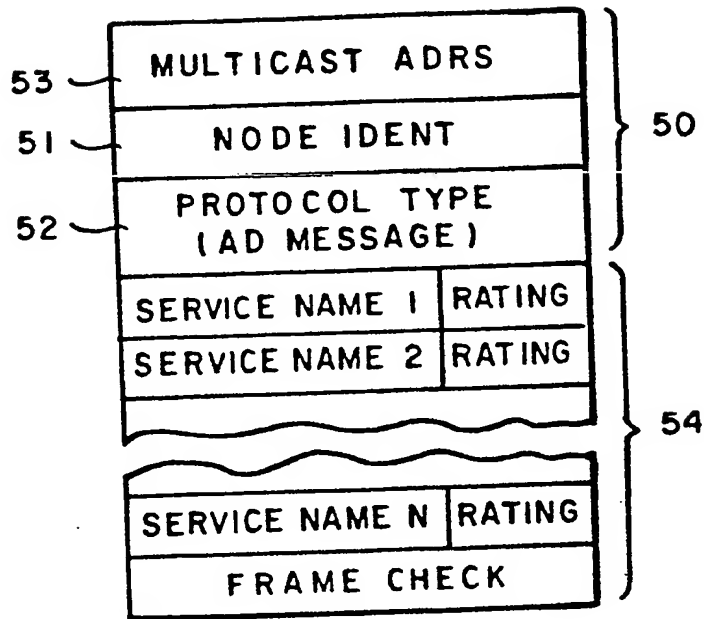 53 MULTICAST ADRS
51 NODE IDENT
50
52 PROTOCOL TYPE
(AD MESSAGE)
SERVICE NAME 1 RATING
SERVICE NAME 2 RATING
54
SERVICE NAME N RATING
FRAME CHECK